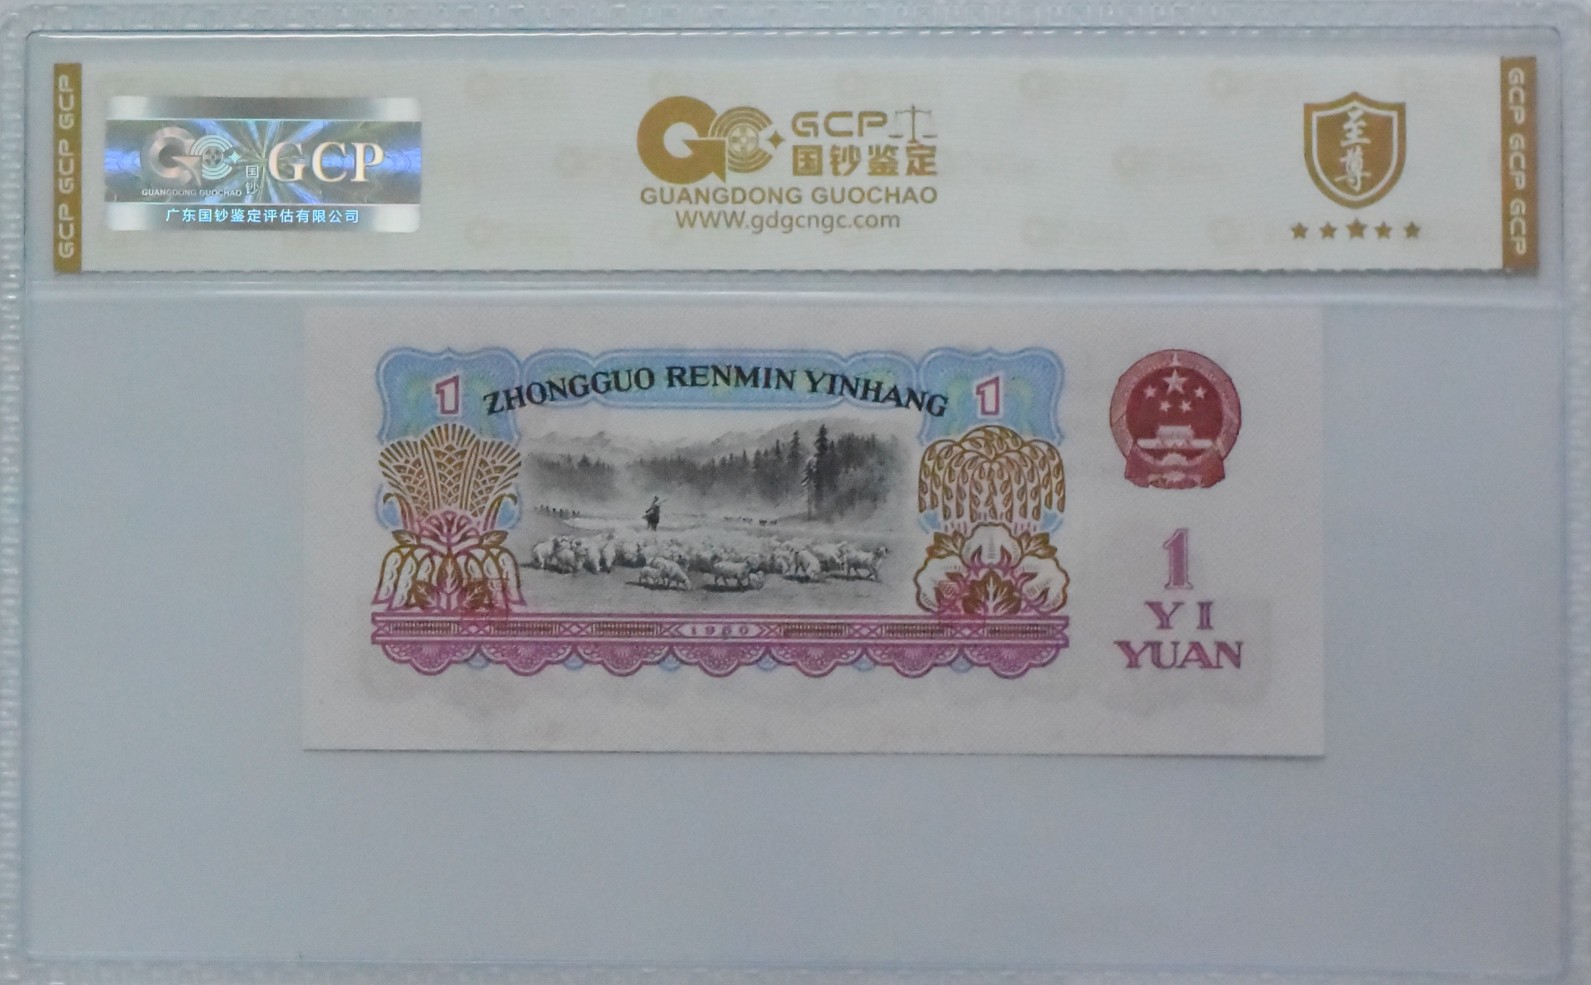 GCP GCP GCP
GUANGDONG GUOCHAO
国钞
GCP
广东国钞鉴定评估有限公司
GCP
国钞鉴定
GUANGDONG GUOCHAO
WWW.gdgcngc.com
至尊
GCP GCP GCP
1 ZHONGGUO RENMIN YINHANG 1
1960
1
YI
YUAN